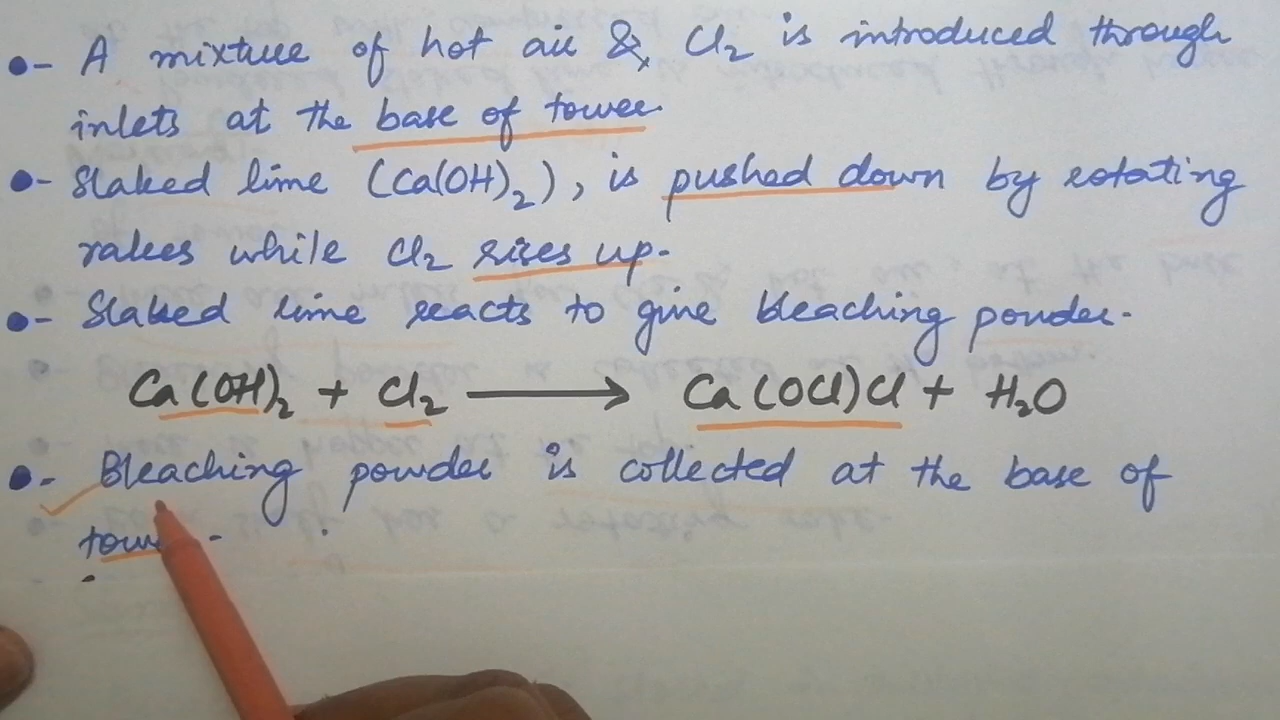 - A mixture of hot air & Cl₂ is introduced through
inlets at the base of tower.
- Slaked lime (Ca(OH)₂), is pushed down by rotating
rakes while Cl₂ rises up.
- Slaked lime reacts to give bleaching powder.
Ca(OH)₂ + Cl₂ ⟶ Ca(OCl)Cl + H₂O
- Bleaching powder is collected at the base of